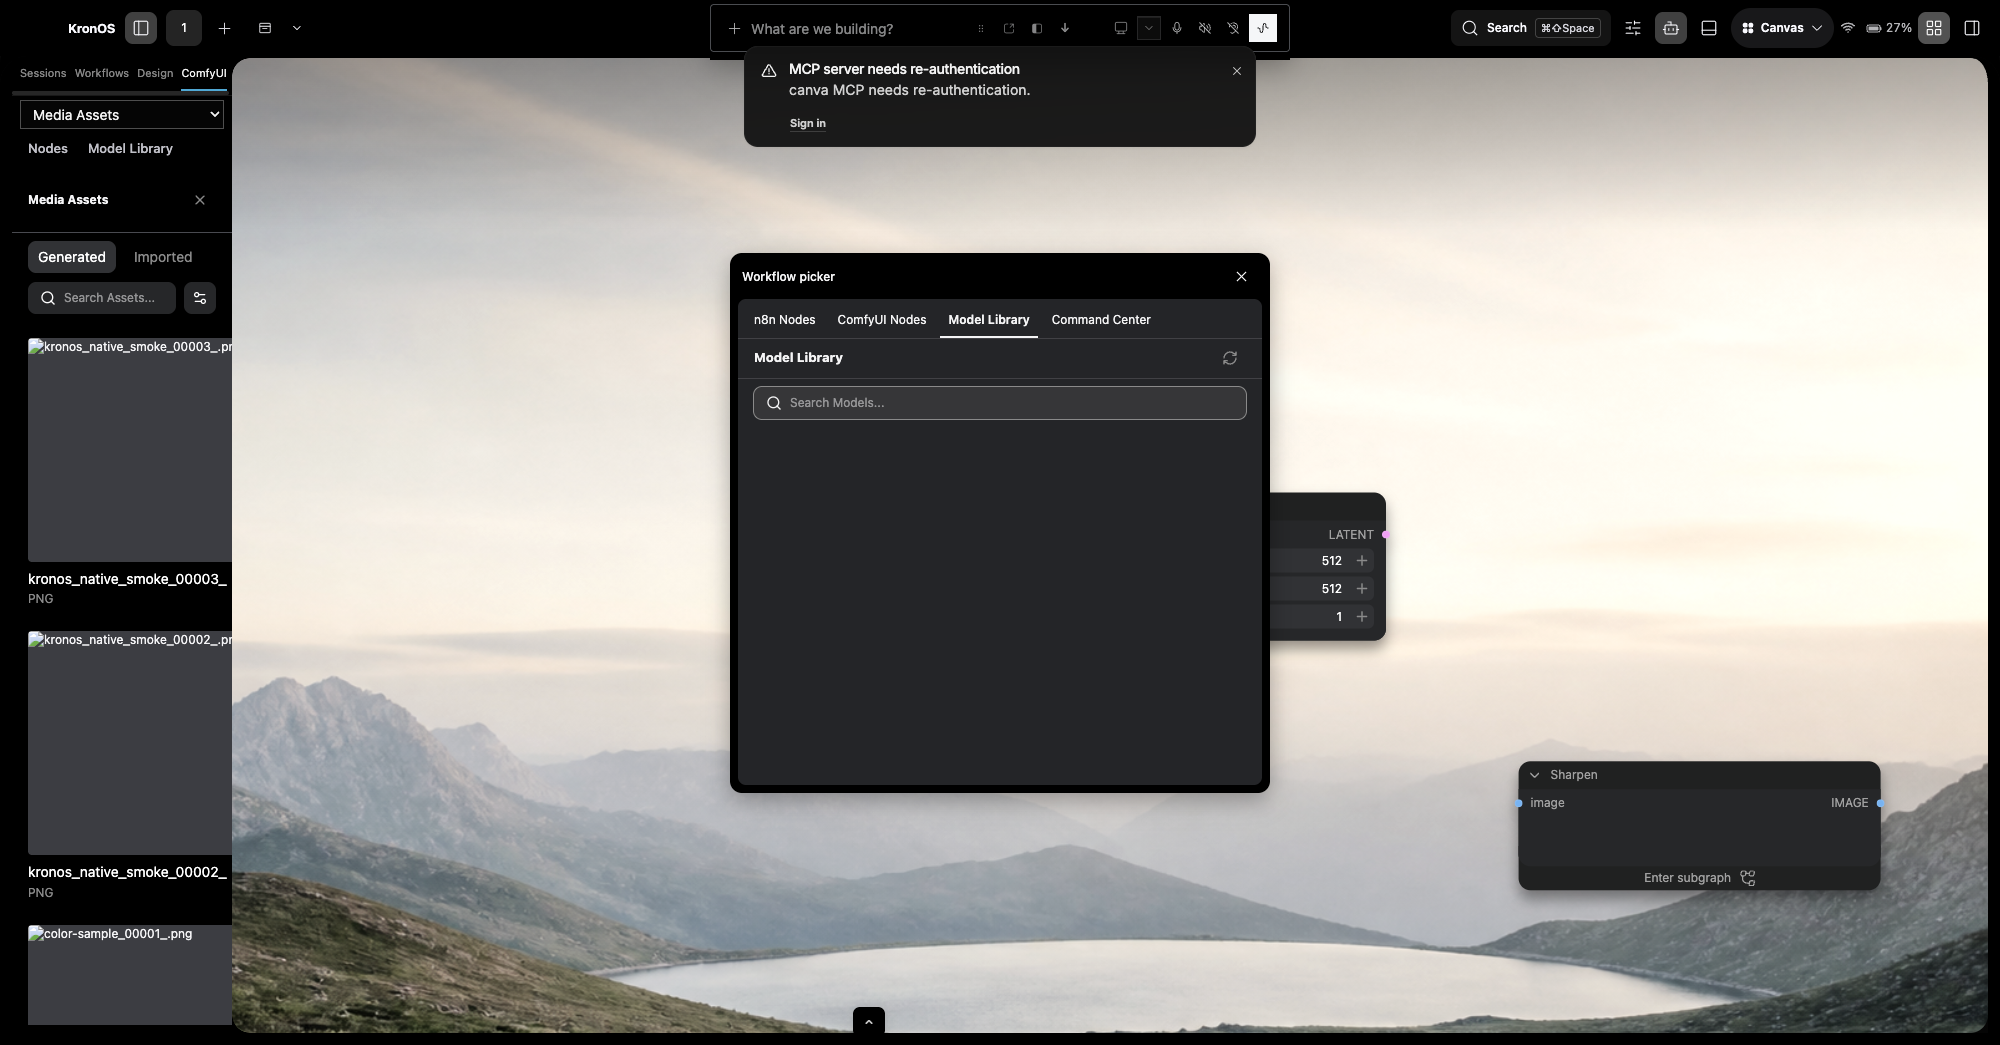 KronOS
1
What are we building?
Search
⌘⇧Space
Canvas
27%
Sessions
Workflows
Design
ComfyUI
MCP server needs re-authentication
canva MCP needs re-authentication.
Sign in
Media Assets
Nodes
Model Library
Media Assets
Generated
Imported
Search Assets...
kronos_native_smoke_00003_.pr
kronos_native_smoke_00003_
PNG
kronos_native_smoke_00002_.pr
kronos_native_smoke_00002_
PNG
color-sample_00001_.png
Workflow picker
n8n Nodes
ComfyUI Nodes
Model Library
Command Center
Model Library
Search Models...
LATENT
512
512
1
Sharpen
image
IMAGE
Enter subgraph